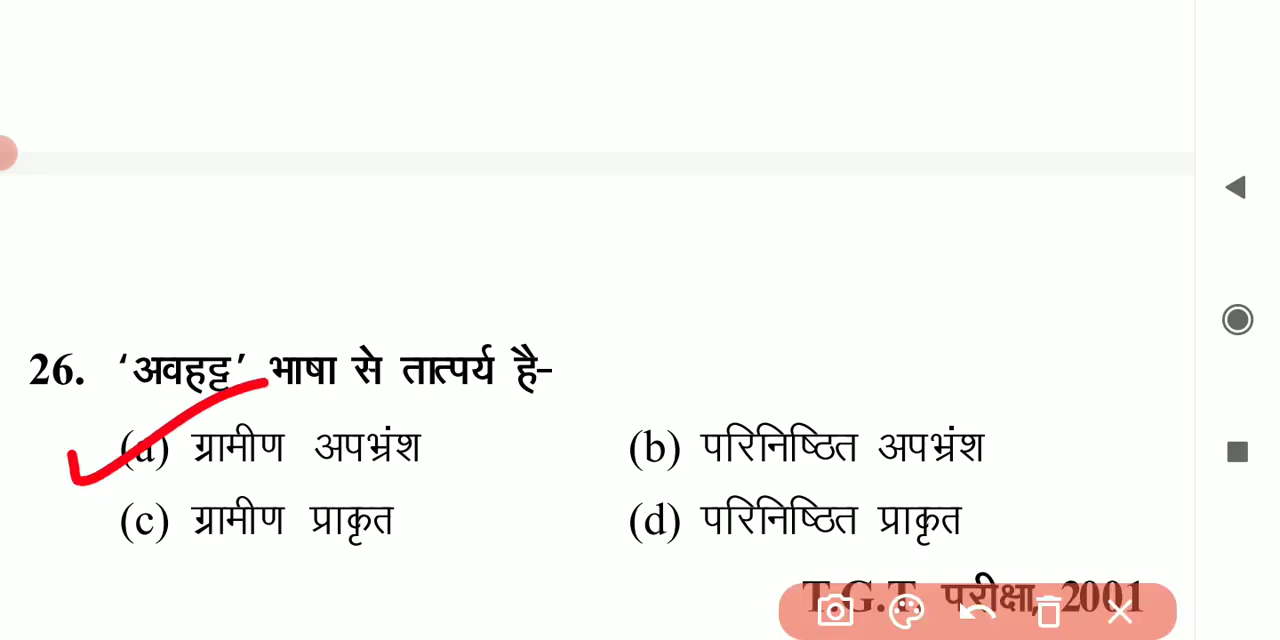 26. ‘अवहट्ट’ भाषा से तात्पर्य है-
(a) ग्रामीण अपभ्रंश (b) परिनिष्ठित अपभ्रंश
(c) ग्रामीण प्राकृत (d) परिनिष्ठित प्राकृत
T.G.T. परीक्षा, 2001